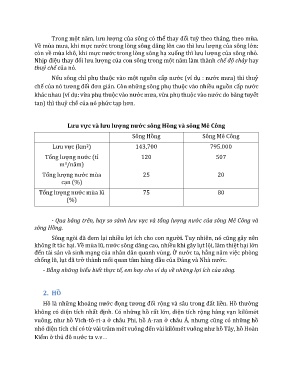 Trong một năm, lưu lượng của sông có thể thay đổi tuỳ theo tháng, theo mùa.
Về mùa mưa, khi mực nước trong lòng sông dâng lên cao thì lưu lượng của sông lớn;
còn về mùa khô, khi mực nước trong lòng sông hạ xuống thì lưu lượng của sông nhỏ.
Nhịp điệu thay đổi lưu lượng của con sông trong một năm làm thành chế độ chảy hay
thuỷ chế của nó.
Nếu sông chỉ phụ thuộc vào một nguồn cấp nước (ví dụ : nước mưa) thì thuỷ
chế của nó tương đối đơn giản. Còn những sông phụ thuộc vào nhiều nguồn cấp nước
khác nhau (ví dụ: vừa phụ thuộc vào nước mưa, vừa phụ thuộc vào nước do băng tuyết
tan) thì thuỷ chế của nó phức tạp hơn.
Lưu vực và lưu lượng nước sông Hồng và sông Mê Công
Sông Hồng Sông Mê Công
Lưu vực (km²) 143,700 795.000
Tổng lượng nước (tỉ 120 507
m³/năm)
Tổng lượng nước mùa 25 20
cạn (%)
Tổng lượng nước mùa lũ 75 80
(%)
- Qua bảng trên, hãy so sánh lưu vực và tổng lượng nước của sông Mê Công và
sông Hồng.
Sông ngòi đã đem lại nhiều lợi ích cho con người. Tuy nhiên, nó cũng gây nên
không ít tác hại. Về mùa lũ, mước sông dâng cao, nhiều khi gây lụt lội, làm thiệt hại lớn
đến tài sản và sinh mạng của nhân dân quanh vùng. Ở nước ta, hằng năm việc phòng
chống lũ, lụt đã trở thành mối quan tâm hàng đầu của Đảng và Nhà nước.
- Bằng những hiểu biết thực tế, em hay cho ví dụ về những lợi ích của sông.
2. HỒ
Hồ là những khoảng nước đọng tương đối rộng và sâu trong đất liền. Hồ thường
không có diện tích nhất định. Có những hồ rất lớn, diện tích rộng hàng vạn kilômét
vuông, như hồ Vich-tô-ri-a ở châu Phi, hồ A-ran ở châu Á, nhưng cũng có những hồ
nhỏ diện tích chỉ có từ vài trăm mét vuông đến vài kilômét vuông như hồ Tây, hồ Hoàn
Kiếm ở thủ đô nước ta v.v...